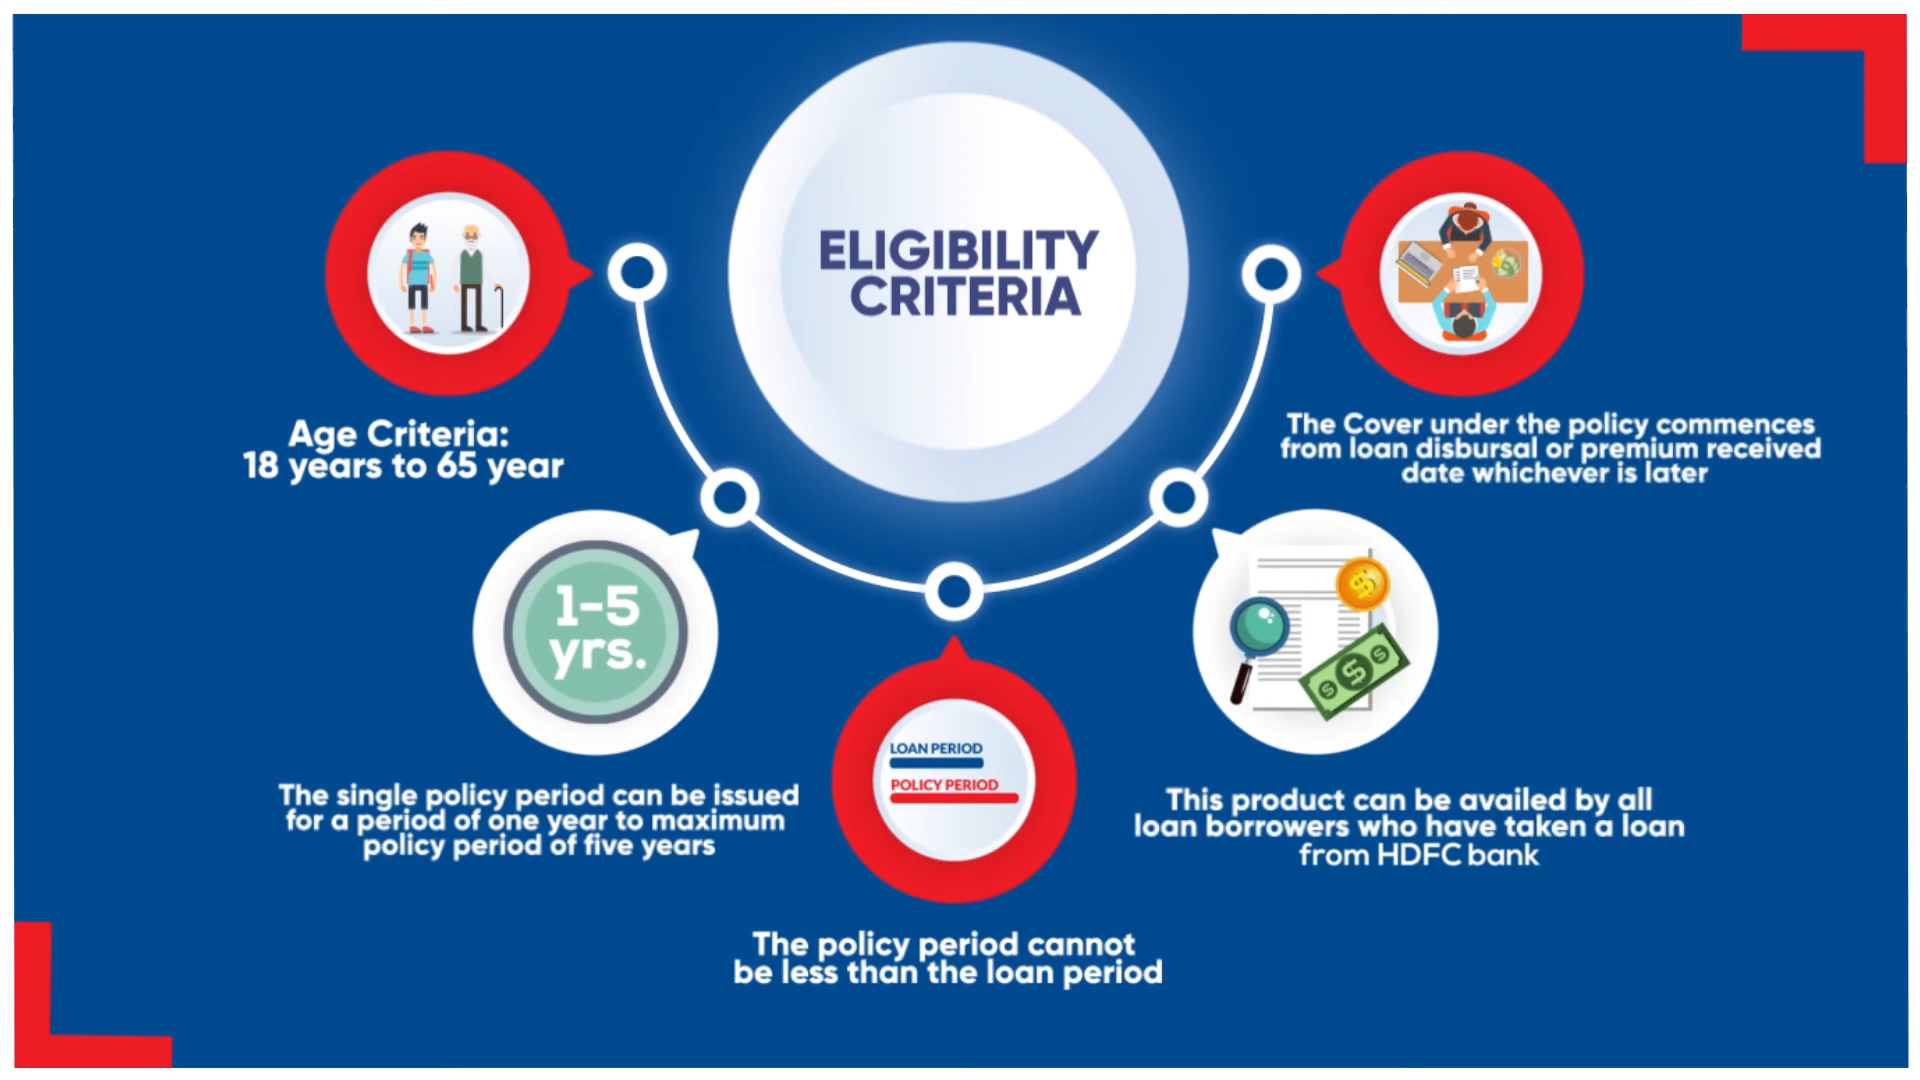 ELIGIBILITY
CRITERIA
Age Criteria:
18 years to 65 year
1-5
yrs.
The single policy period can be issued
for a period of one year to maximum
policy period of five years
LOAN PERIOD
POLICY PERIOD
The policy period cannot
be less than the loan period
$
$ $ $
This product can be availed by all
loan borrowers who have taken a loan
from HDFC bank
The Cover under the policy commences
from loan disbursal or premium received
date whichever is later